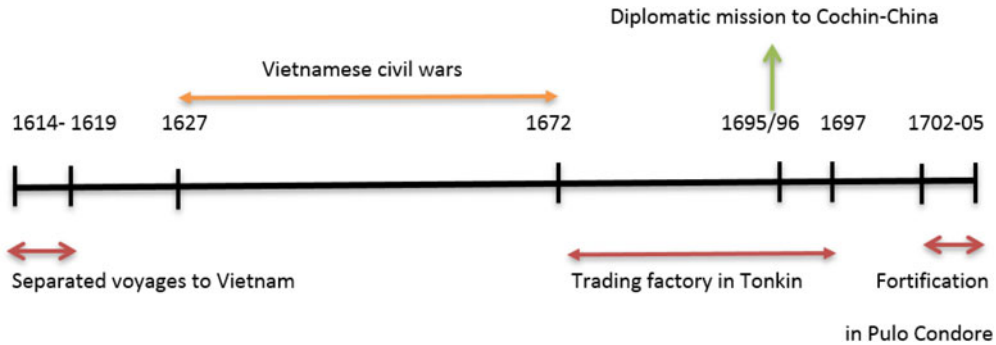 Diplomatic mission to Cochin-China
Vietnamese civil wars
1614- 1619 1627 1672 1695/96 1697 1702-05
Separated voyages to Vietnam Trading factory in Tonkin Fortification
in Pulo Condore